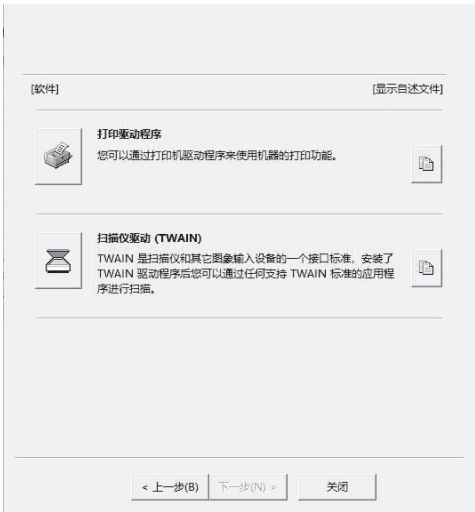 [软件] [显示自述文件]
打印驱动程序
您可以通过打印机驱动程序来使用机器的打印功能。
扫描仪驱动 (TWAIN)
TWAIN 是扫描仪和其它图象输入设备的一个接口标准，安装了
TWAIN 驱动程序后您可以通过任何支持 TWAIN 标准的应用程
序进行扫描。
< 上一步(B) 下一步(N) > 关闭